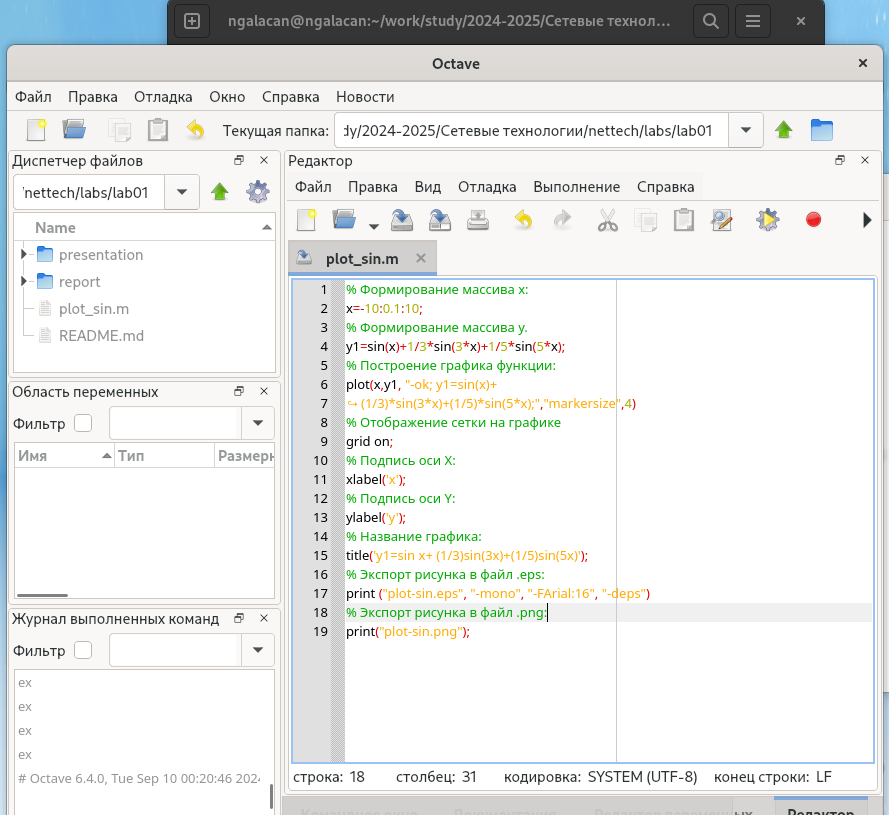 ngalacan@ngalacan:~/work/study/2024-2025/Сетевые технол...
Octave
Файл Правка Отладка Окно Справка Новости
Текущая папка: dy/2024-2025/Сетевые технологии/nettech/labs/lab01
Диспетчер файлов
'nettech/labs/lab01
Name
presentation
report
plot_sin.m
README.md
Область переменных
Фильтр
Имя Тип Размерн
Журнал выполненных команд
Фильтр
ex
ex
ex
ex
# Octave 6.4.0, Tue Sep 10 00:20:46 2024
Редактор
Файл Правка Вид Отладка Выполнение Справка
plot_sin.m
1 % Формирование массива x:
2 x=-10:0.1:10;
3 % Формирование массива y.
4 y1=sin(x)+1/3*sin(3*x)+1/5*sin(5*x);
5 % Построение графика функции:
6 plot(x,y1, "-ok; y1=sin(x)+
7 ↪ (1/3)*sin(3*x)+(1/5)*sin(5*x);","markersize",4)
8 % Отображение сетки на графике
9 grid on;
10 % Подпись оси X:
11 xlabel('x');
12 % Подпись оси Y:
13 ylabel('y');
14 % Название графика:
15 title('y1=sin x+ (1/3)sin(3x)+(1/5)sin(5x)');
16 % Экспорт рисунка в файл .eps:
17 print ("plot-sin.eps", "-mono", "-FArial:16", "-deps")
18 % Экспорт рисунка в файл .png:
19 print("plot-sin.png");
строка: 18 столбец: 31 кодировка: SYSTEM (UTF-8) конец строки: LF
Командное окно Документация Редактор переменных Редактор